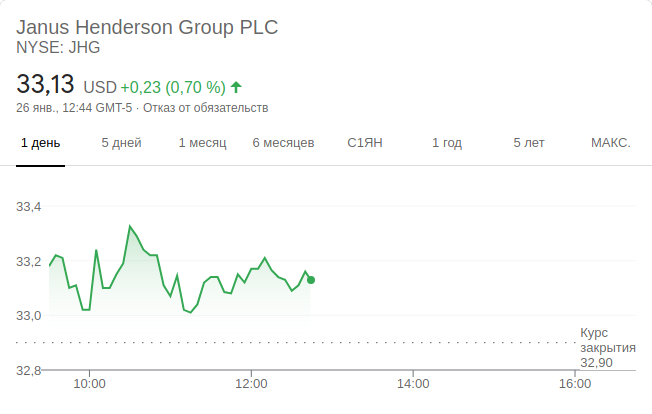 Janus Henderson Group PLC
NYSE: JHG
33,13 USD +0,23 (0,70 %)
26 янв., 12:44 GMT-5 · Отказ от обязательств
1 день 5 дней 1 месяц 6 месяцев С1ЯН 1 год 5 лет МАКС.
33,4
33,2
33,0
Курс
закрытия
32,90
32,8
10:00 12:00 14:00 16:00